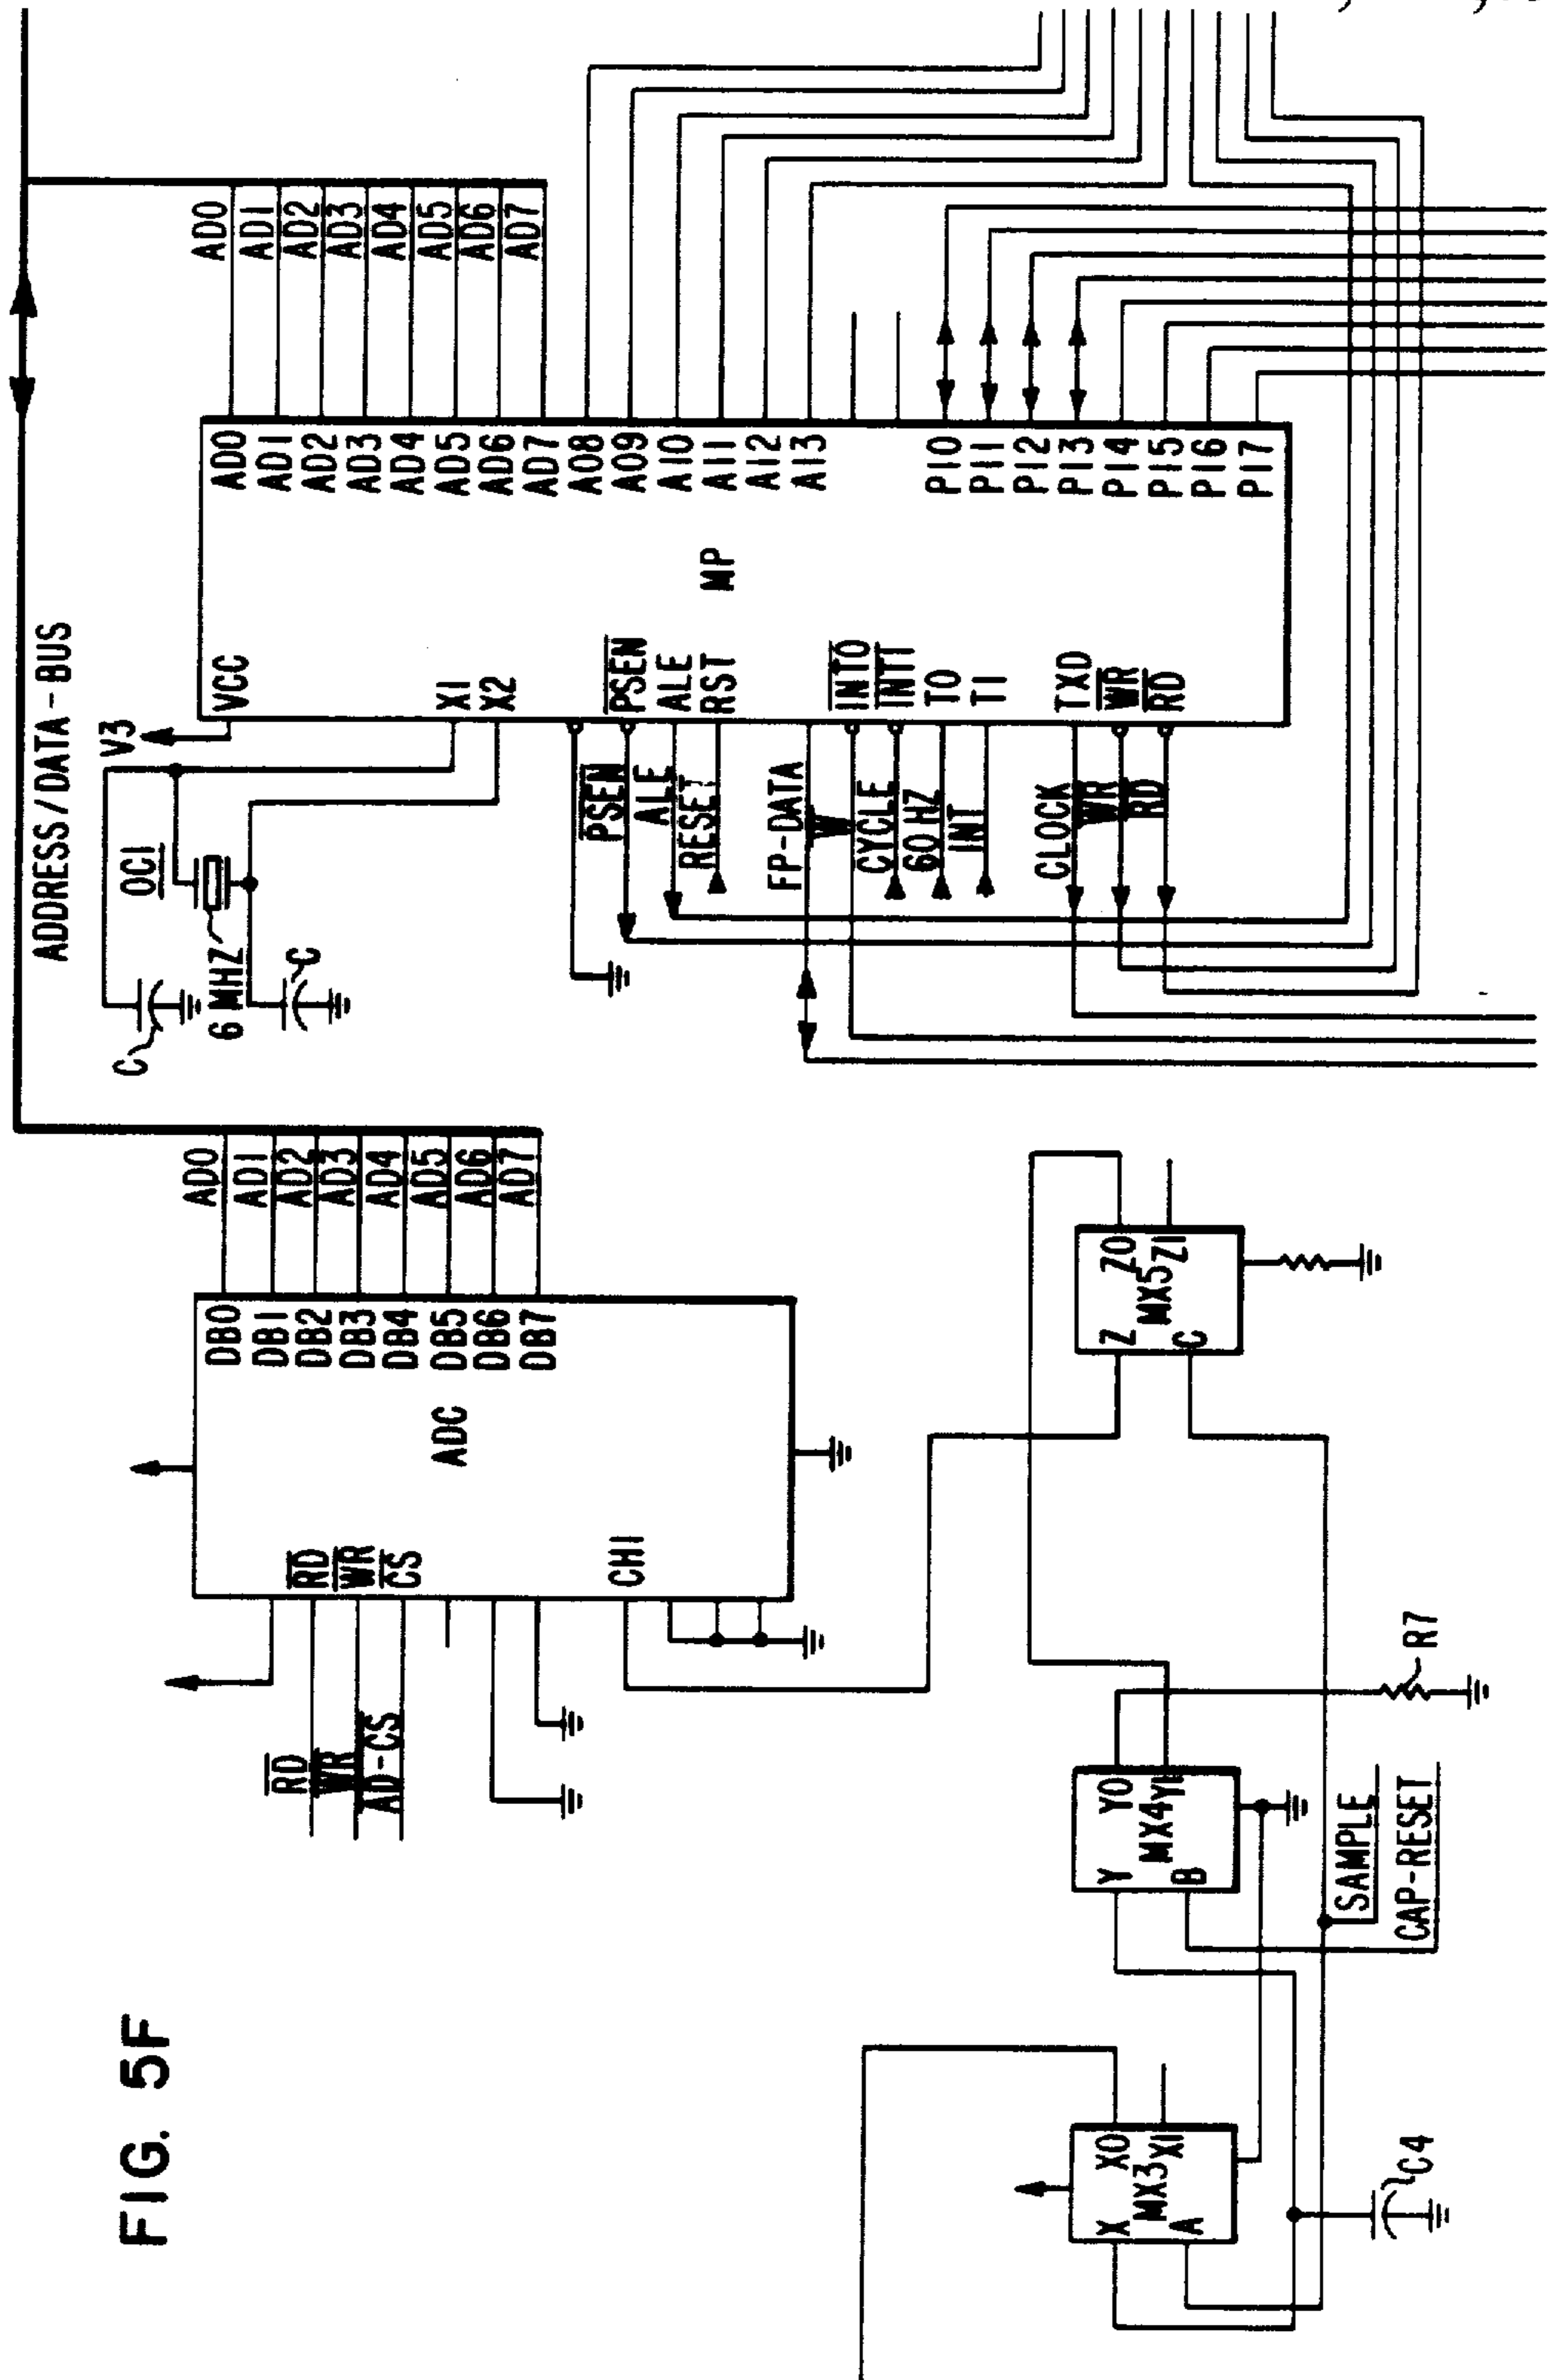 FIG. 5F
ADDRESS/DATA-BUS
RD
WR
AD-CS
RD
WR
CS
CH1
ADC
DB0
DB1
DB2
DB3
DB4
DB5
DB6
DB7
AD0
AD1
AD2
AD3
AD4
AD5
AD6
AD7
C
6 MHZ
C
OC1
V3
PSEN
ALE
RESET
FP-DATA
W
CYCLE
60 HZ
INT
CLOCK
WR
RD
VCC
X1
X2
PSEN
ALE
RST
INT0
INT1
T0
T1
TXD
WR
RD
MP
AD0
AD1
AD2
AD3
AD4
AD5
AD6
AD7
A08
A09
A10
A11
A12
A13
P10
P11
P12
P13
P14
P15
P16
P17
AD0
AD1
AD2
AD3
AD4
AD5
AD6
AD7
X
A
MX3
X0
X1
C4
Y
B
MX4
Y0
Y1
SAMPLE
CAP-RESET
R7
Z
C
MX5
Z0
Z1